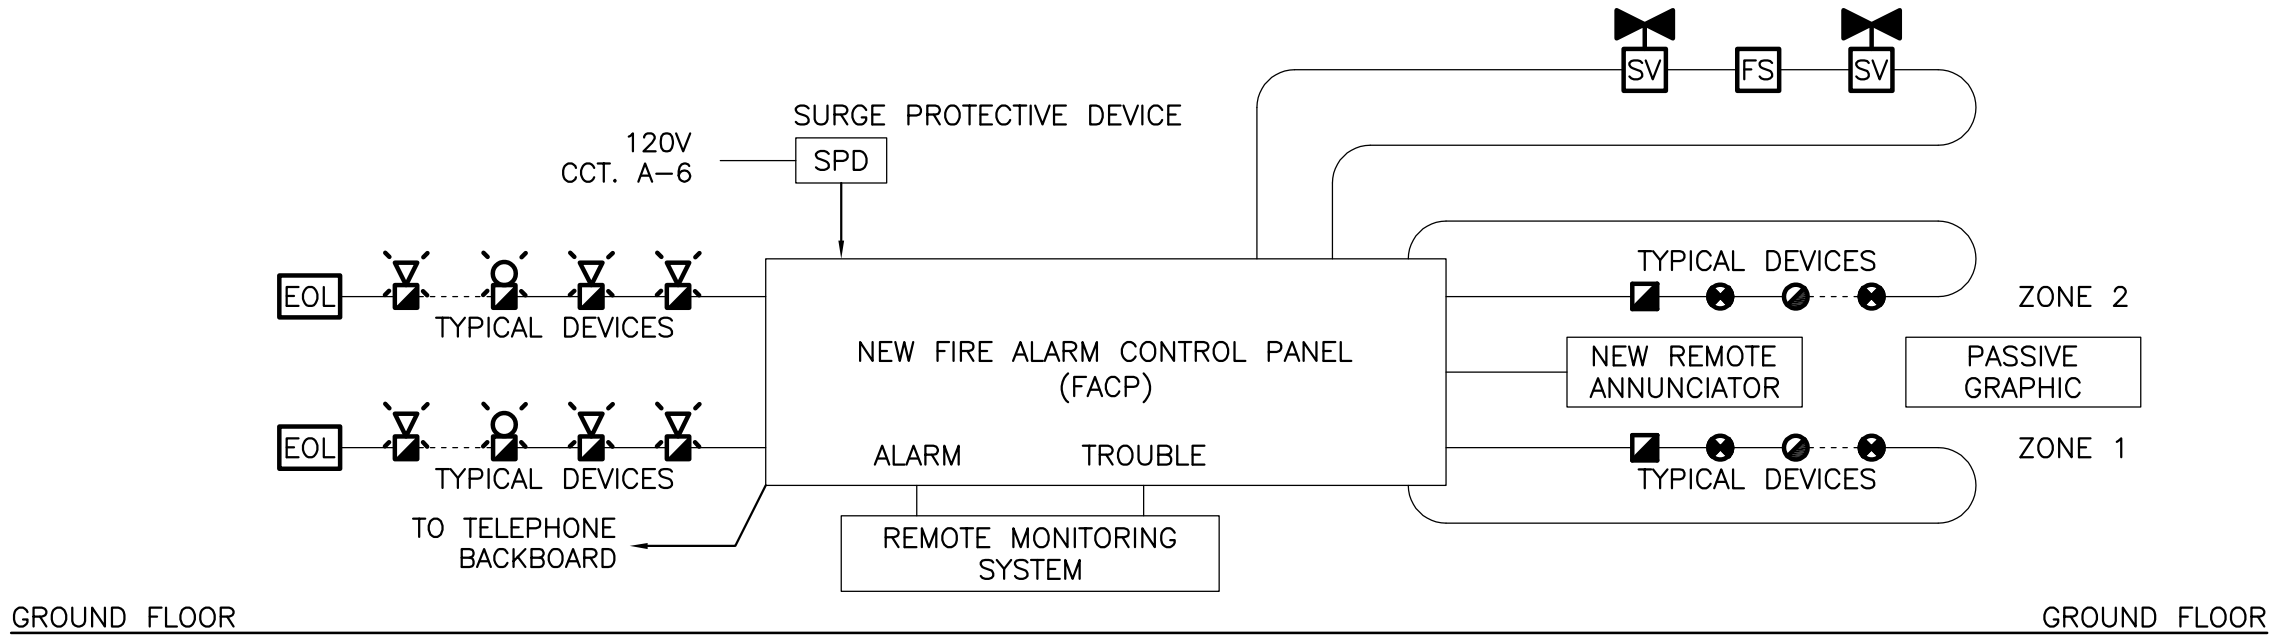 SV
FS
SV
SURGE PROTECTIVE DEVICE
120V
CCT. A-6
SPD
TYPICAL DEVICES
EOL
ZONE 2
TYPICAL DEVICES
NEW FIRE ALARM CONTROL PANEL
(FACP)
NEW REMOTE
ANNUNCIATOR
PASSIVE
GRAPHIC
EOL
ALARM
TROUBLE
ZONE 1
TYPICAL DEVICES
TYPICAL DEVICES
TO TELEPHONE
BACKBOARD
REMOTE MONITORING
SYSTEM
GROUND FLOOR
GROUND FLOOR